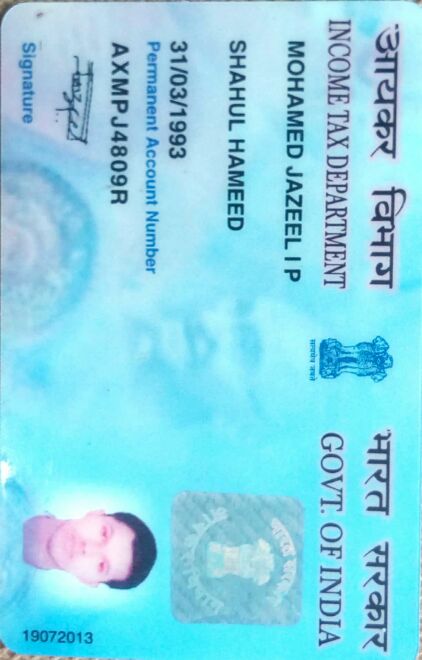 आयकर विभाग
INCOME TAX DEPARTMENT
भारत सरकार
GOVT. OF INDIA
सत्यमेव जयते
MOHAMED JAZEEL I P
SHAHUL HAMEED
31/03/1993
Permanent Account Number
AXMPJ4809R
Signature
19072013